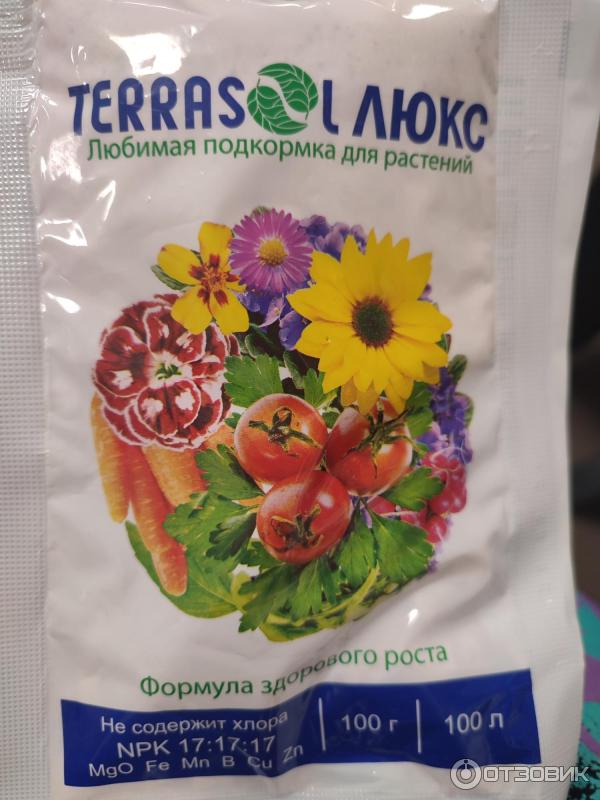 TERRASOL ЛЮКС
Любимая подкормка для растений
Формула здорового роста
Не содержит хлора
NPK 17:17:17
MgO Fe Mn B Cu Zn
100 г
100 л
ОТЗОВИК